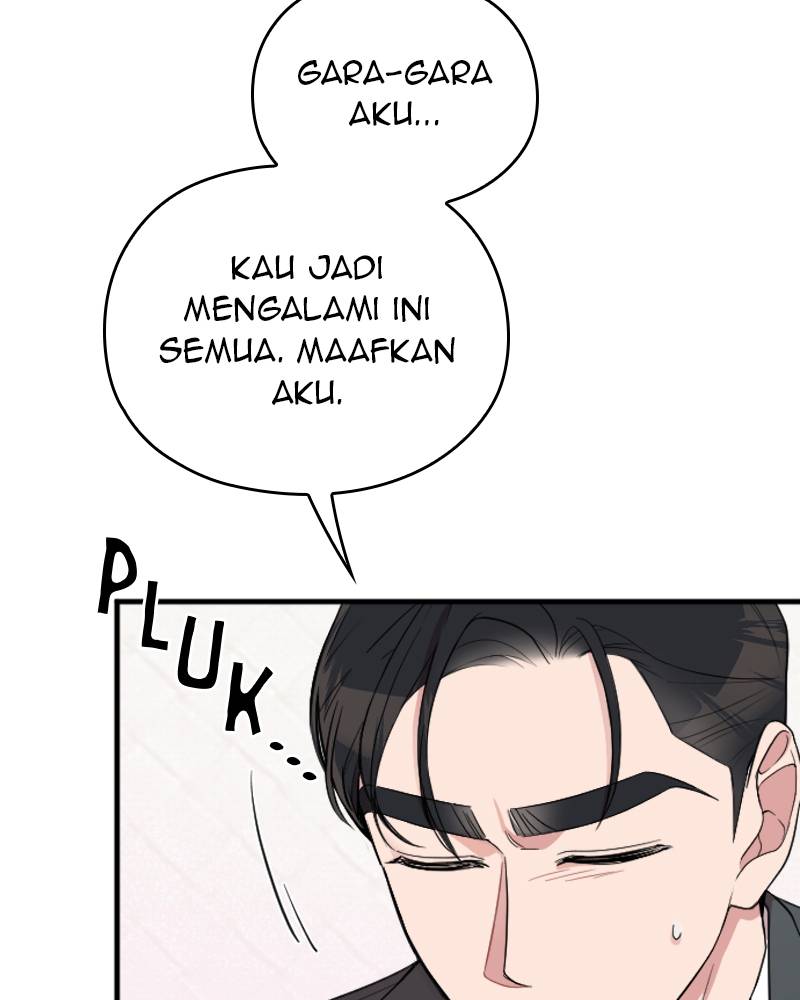 GARA-GARA
AKU...
KAU JADI
MENGALAMI INI
SEMUA. MAAFKAN
AKU.
PLUK...